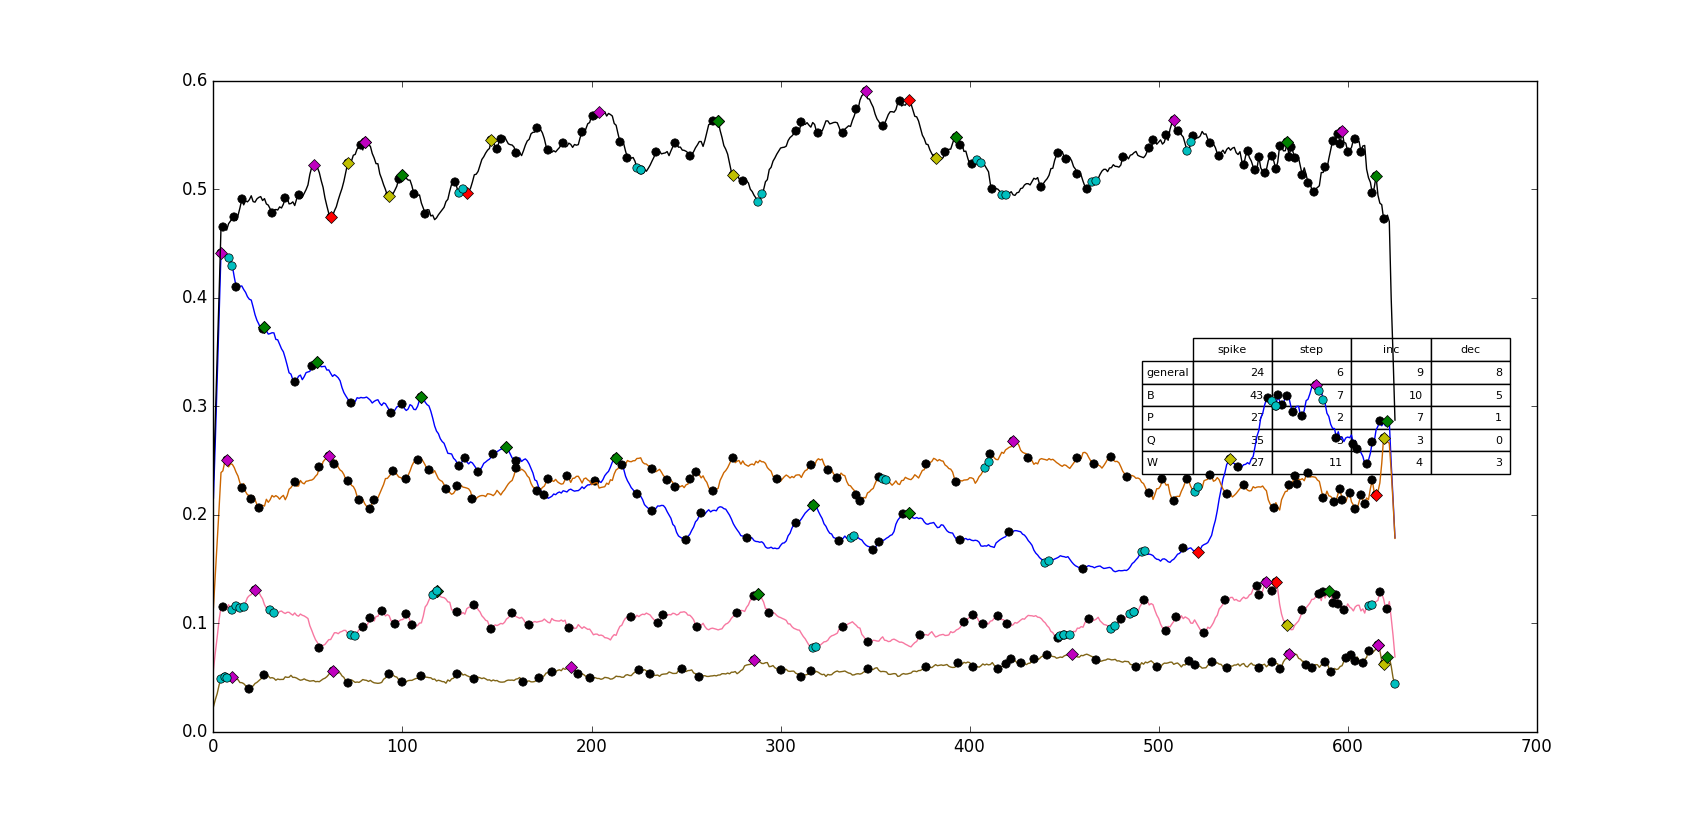 0.6
0.5
0.4
0.3
0.2
0.1
0.0
0 100 200 300 400 500 600 700
spike step inc dec
general 24 6 9 8
B 43 7 10 5
P 27 2 7 1
Q 35 3 0
W 27 11 4 3